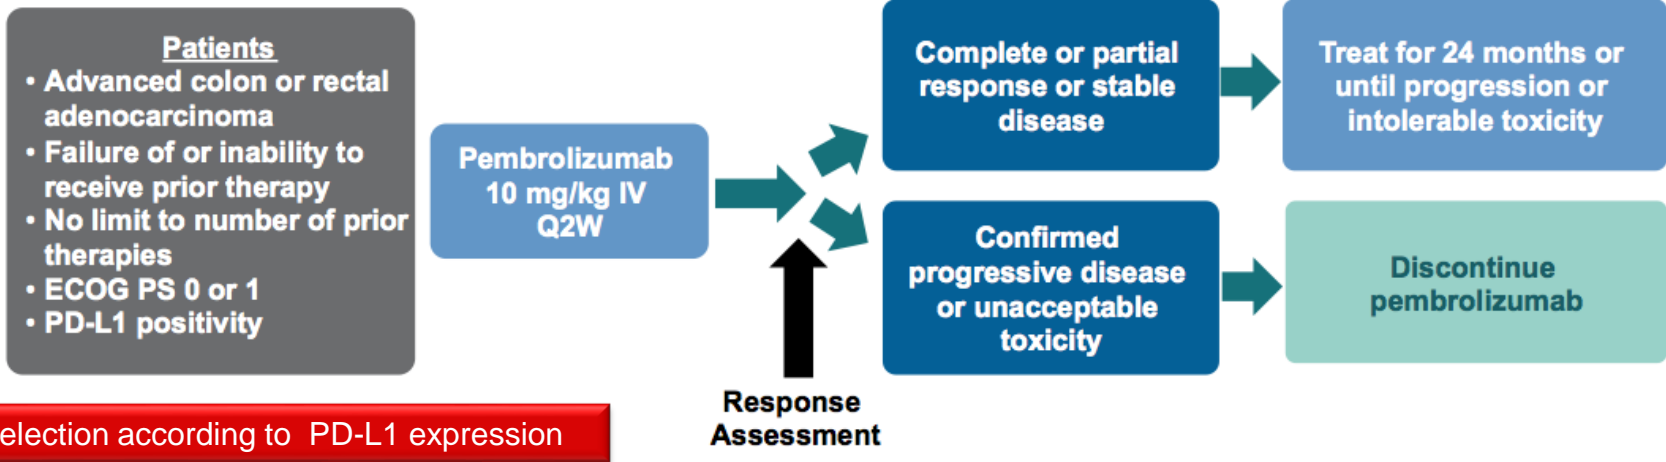 Patients
• Advanced colon or rectal
adenocarcinoma
• Failure of or inability to
receive prior therapy
• No limit to number of prior
therapies
• ECOG PS 0 or 1
• PD-L1 positivity
Pembrolizumab
10 mg/kg IV
Q2W
Response
Assessment
Complete or partial
response or stable
disease
Treat for 24 months or
until progression or
intolerable toxicity
Confirmed
progressive disease
or unacceptable
toxicity
Discontinue
pembrolizumab
election according to PD-L1 expression